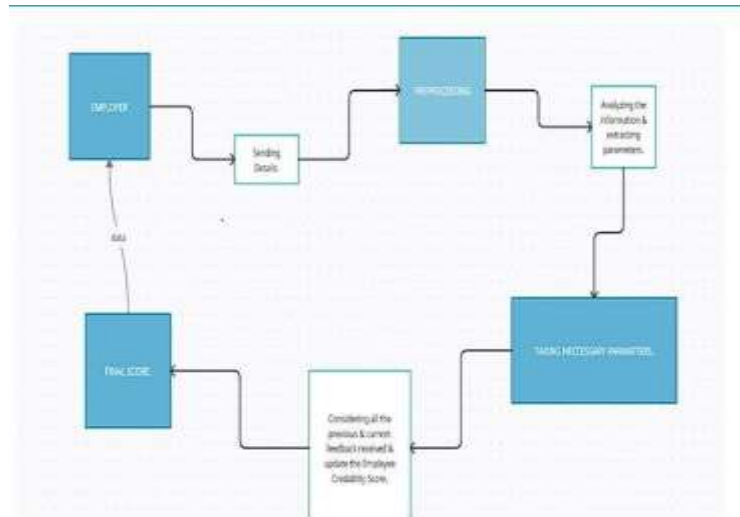 EMPLOYER
Sending
Details
PREPROCESSING
Analyzing the
information &
extracting
parameters.
TAKING NECESSARY PARAMETERS.
Considering all the
previous & current
feedback received &
update the Employee
Credability Score.
FINAL SCORE
data